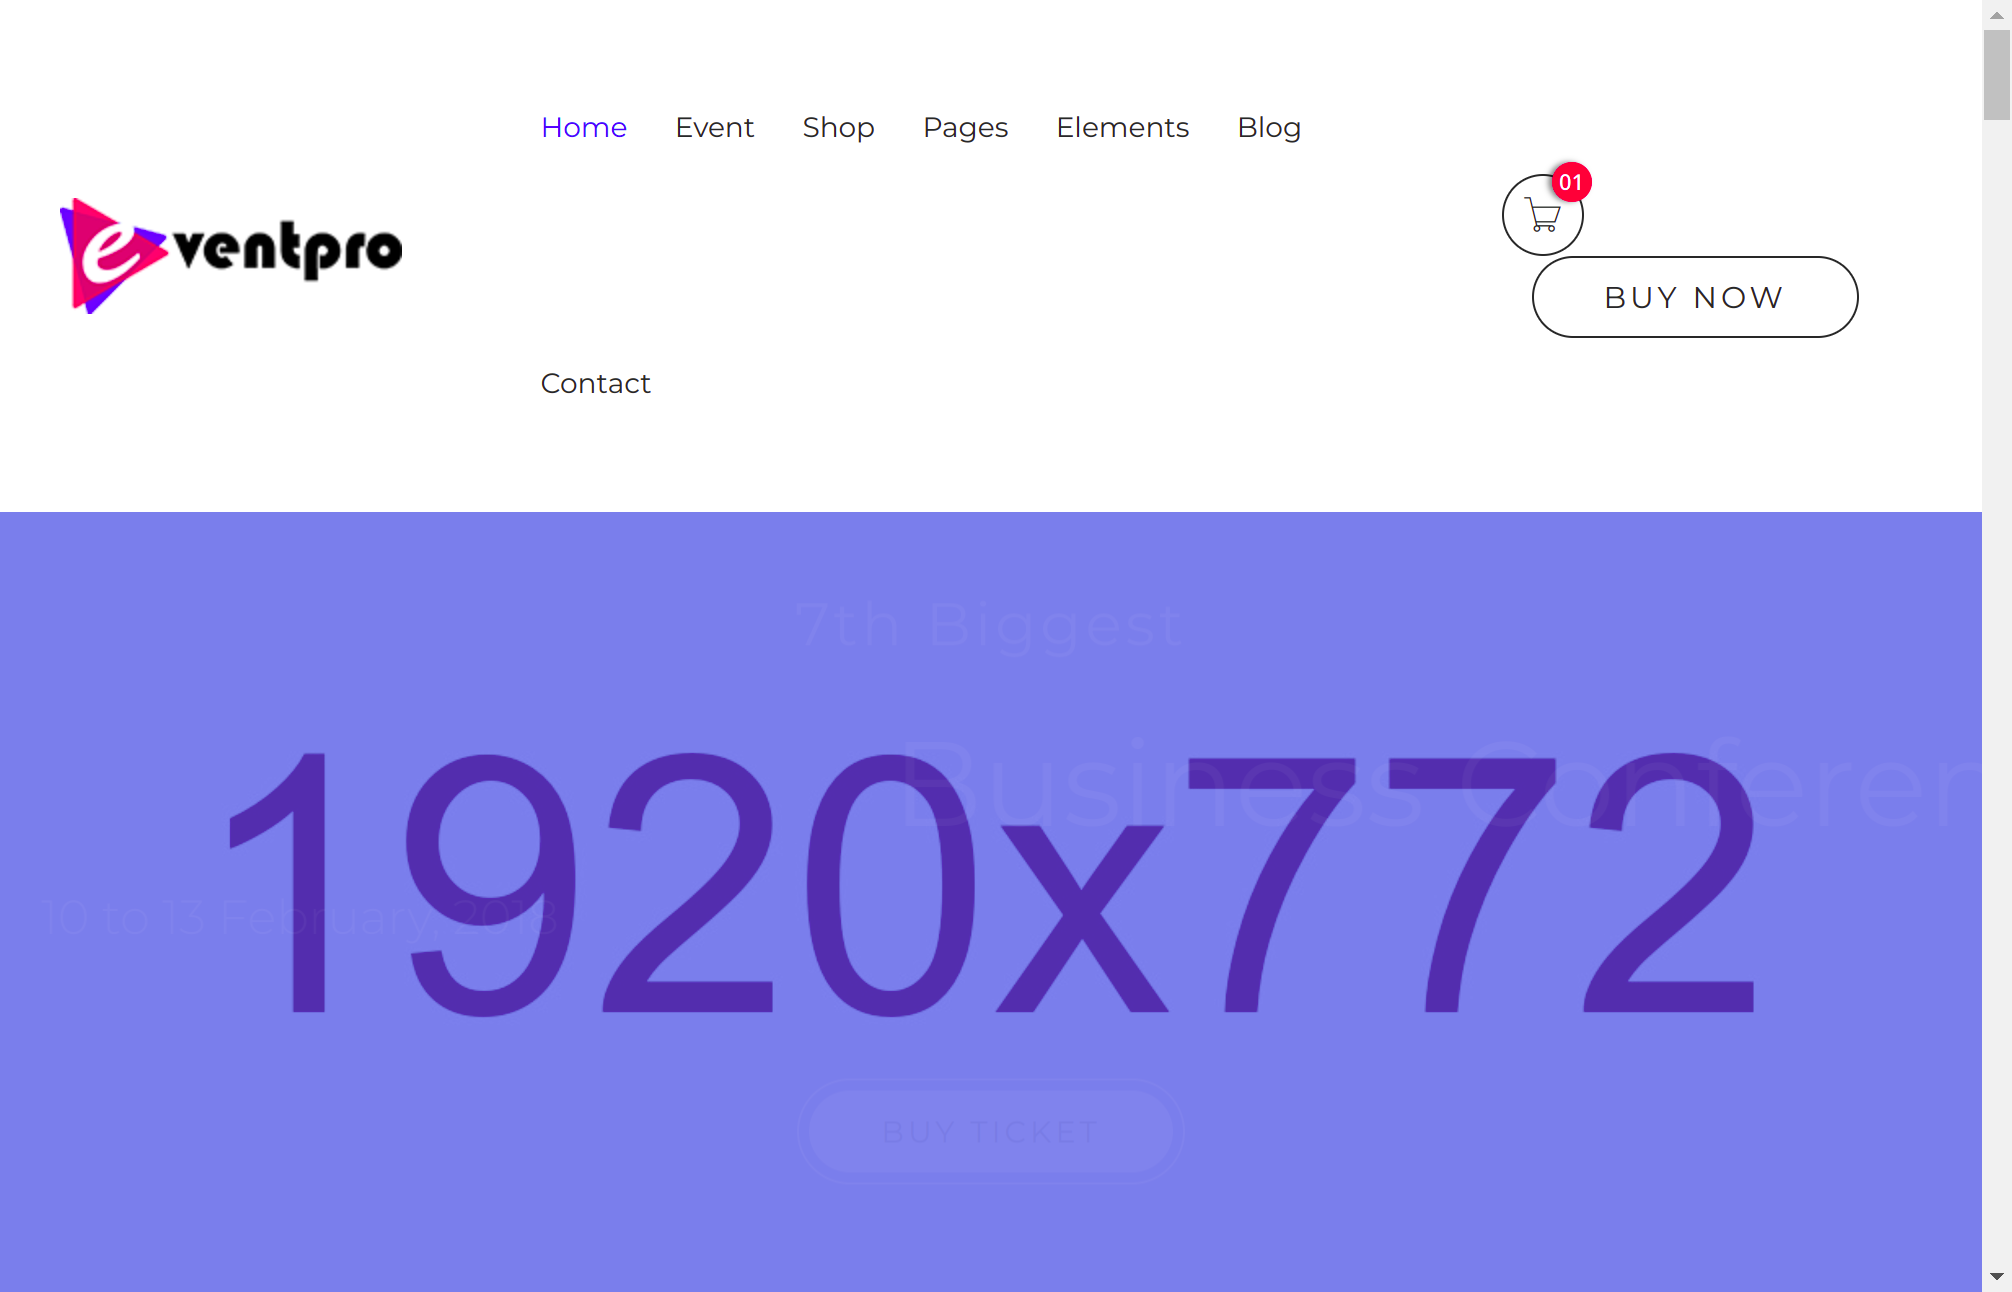 Home Event Shop Pages Elements Blog
01
eventpro
BUY NOW
Contact
7th Biggest
Business Conferen
1920x772
10 to 13 February, 2018
BUY TICKET